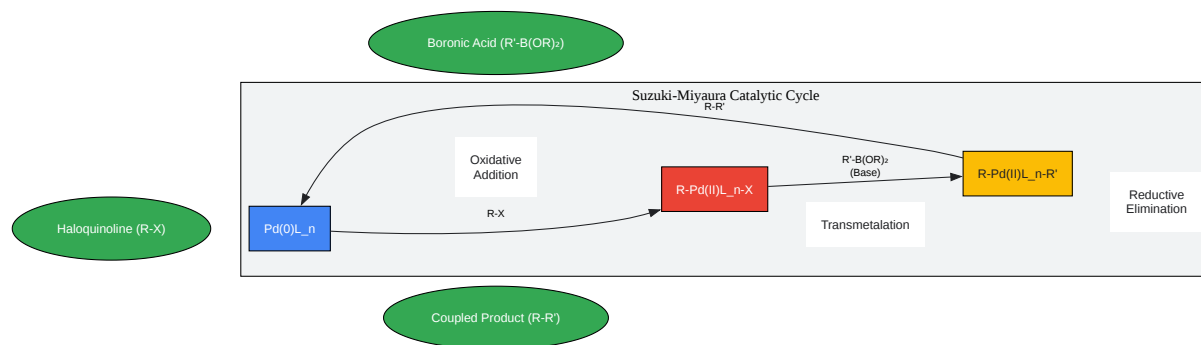 Boronic Acid (R'-B(OR)₂)
Suzuki-Miyaura Catalytic Cycle
R-R'
Oxidative
Addition
R'-B(OR)₂
(Base)
R-Pd(II)L_n-X
R-Pd(II)L_n-R'
Reductive
Elimination
Haloquinoline (R-X)
Pd(0)L_n
R-X
Transmetalation
Coupled Product (R-R')